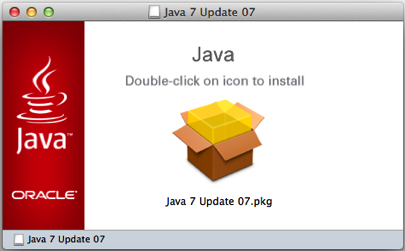 Java 7 Update 07
Java
Double-click on icon to install
Java™
ORACLE®
Java 7 Update 07.pkg
Java 7 Update 07